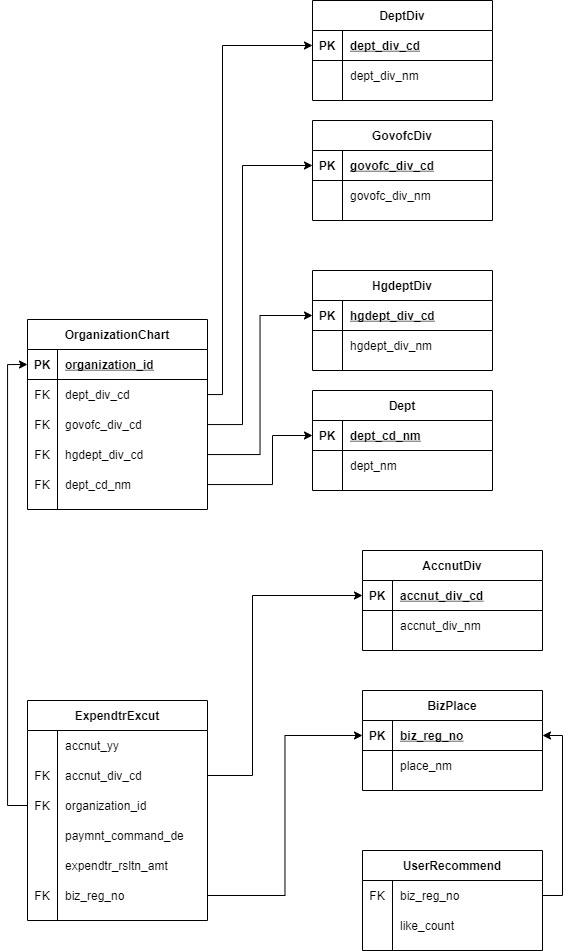 DeptDiv
PK dept_div_cd
dept_div_nm
GovofcDiv
PK govofc_div_cd
govofc_div_nm
HgdeptDiv
PK hgdept_div_cd
hgdept_div_nm
OrganizationChart
PK organization_id
FK dept_div_cd
FK govofc_div_cd
FK hgdept_div_cd
FK dept_cd_nm
Dept
PK dept_cd_nm
dept_nm
AccnutDiv
PK accnut_div_cd
accnut_div_nm
ExpendtrExcut
accnut_yy
FK accnut_div_cd
FK organization_id
paymnt_command_de
expendtr_rsltn_amt
FK biz_reg_no
BizPlace
PK biz_reg_no
place_nm
UserRecommend
FK biz_reg_no
like_count